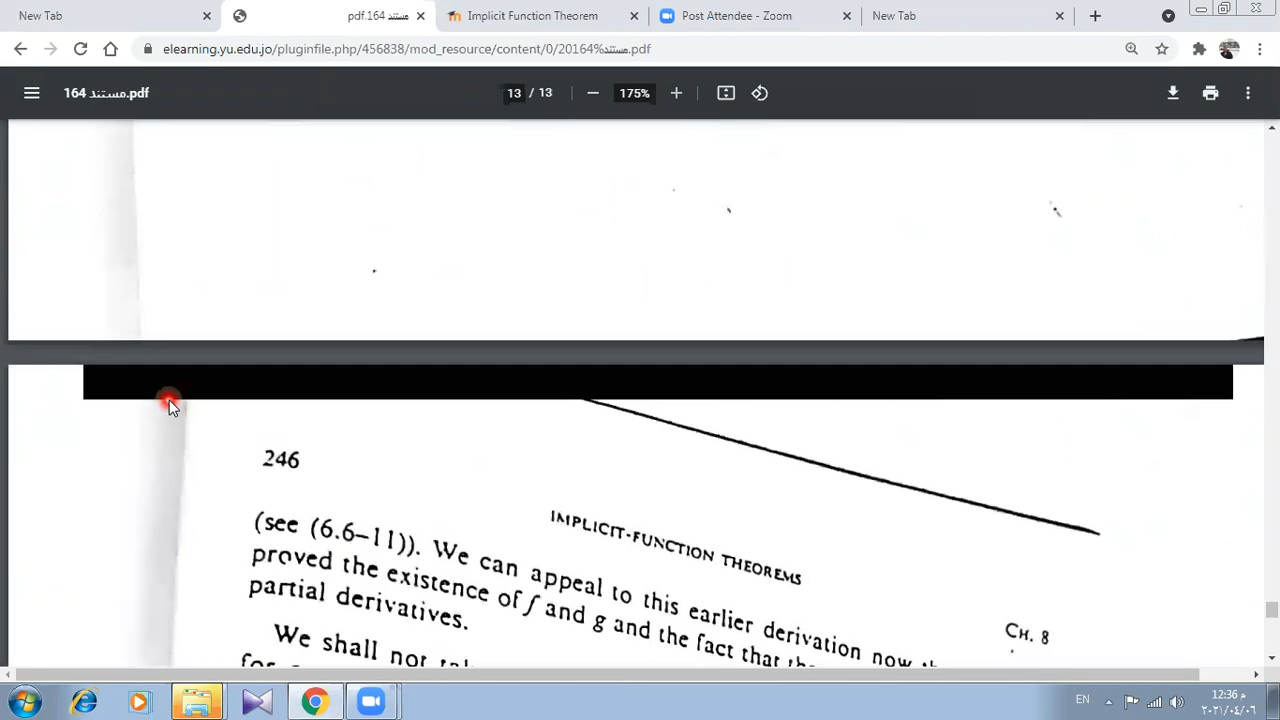 New Tab
pdf.164 مستند
Implicit Function Theorem
Post Attendee - Zoom
New Tab
elearning.yu.edu.jo/pluginfile.php/456838/mod_resource/content/0/20164%مستند.pdf
164 مستند.pdf
13 / 13
175%
246
IMPLICIT-FUNCTION THEOREMS
CH. 8
(see (6.6–11)). We can appeal to this earlier derivation now
proved the existence of f and g and the fact that
partial derivatives.
We shall not
EN
12:36 م
٢٠٢١/٠٤/٠٦